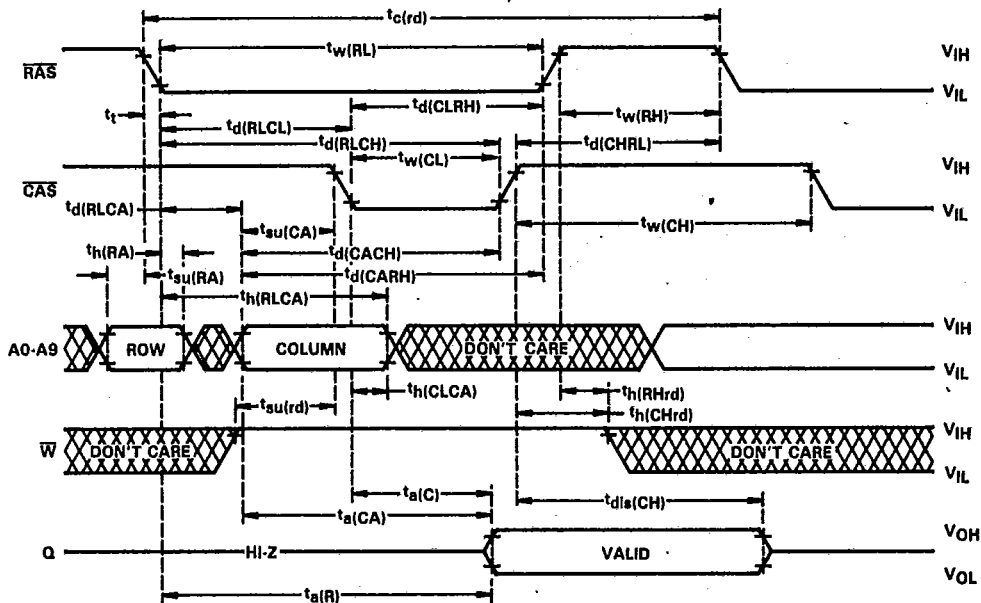 tc(rd)
tw(RL)
RAS
VIH
VIL
tt
td(CLRH)
tw(RH)
td(RLCL)
td(RLCH)
td(CHRL)
tw(CL)
CAS
VIH
VIL
td(RLCA)
tsu(CA)
tw(CH)
th(RA)
td(CACH)
tsu(RA)
td(CARH)
th(RLCA)
A0-A9
ROW
COLUMN
DON'T CARE
VIH
VIL
th(CLCA)
th(RHrd)
tsu(rd)
th(CHrd)
W
DON'T CARE
DON'T CARE
VIH
VIL
ta(C)
tdis(CH)
ta(CA)
Q
HI-Z
VALID
VOH
VOL
ta(R)